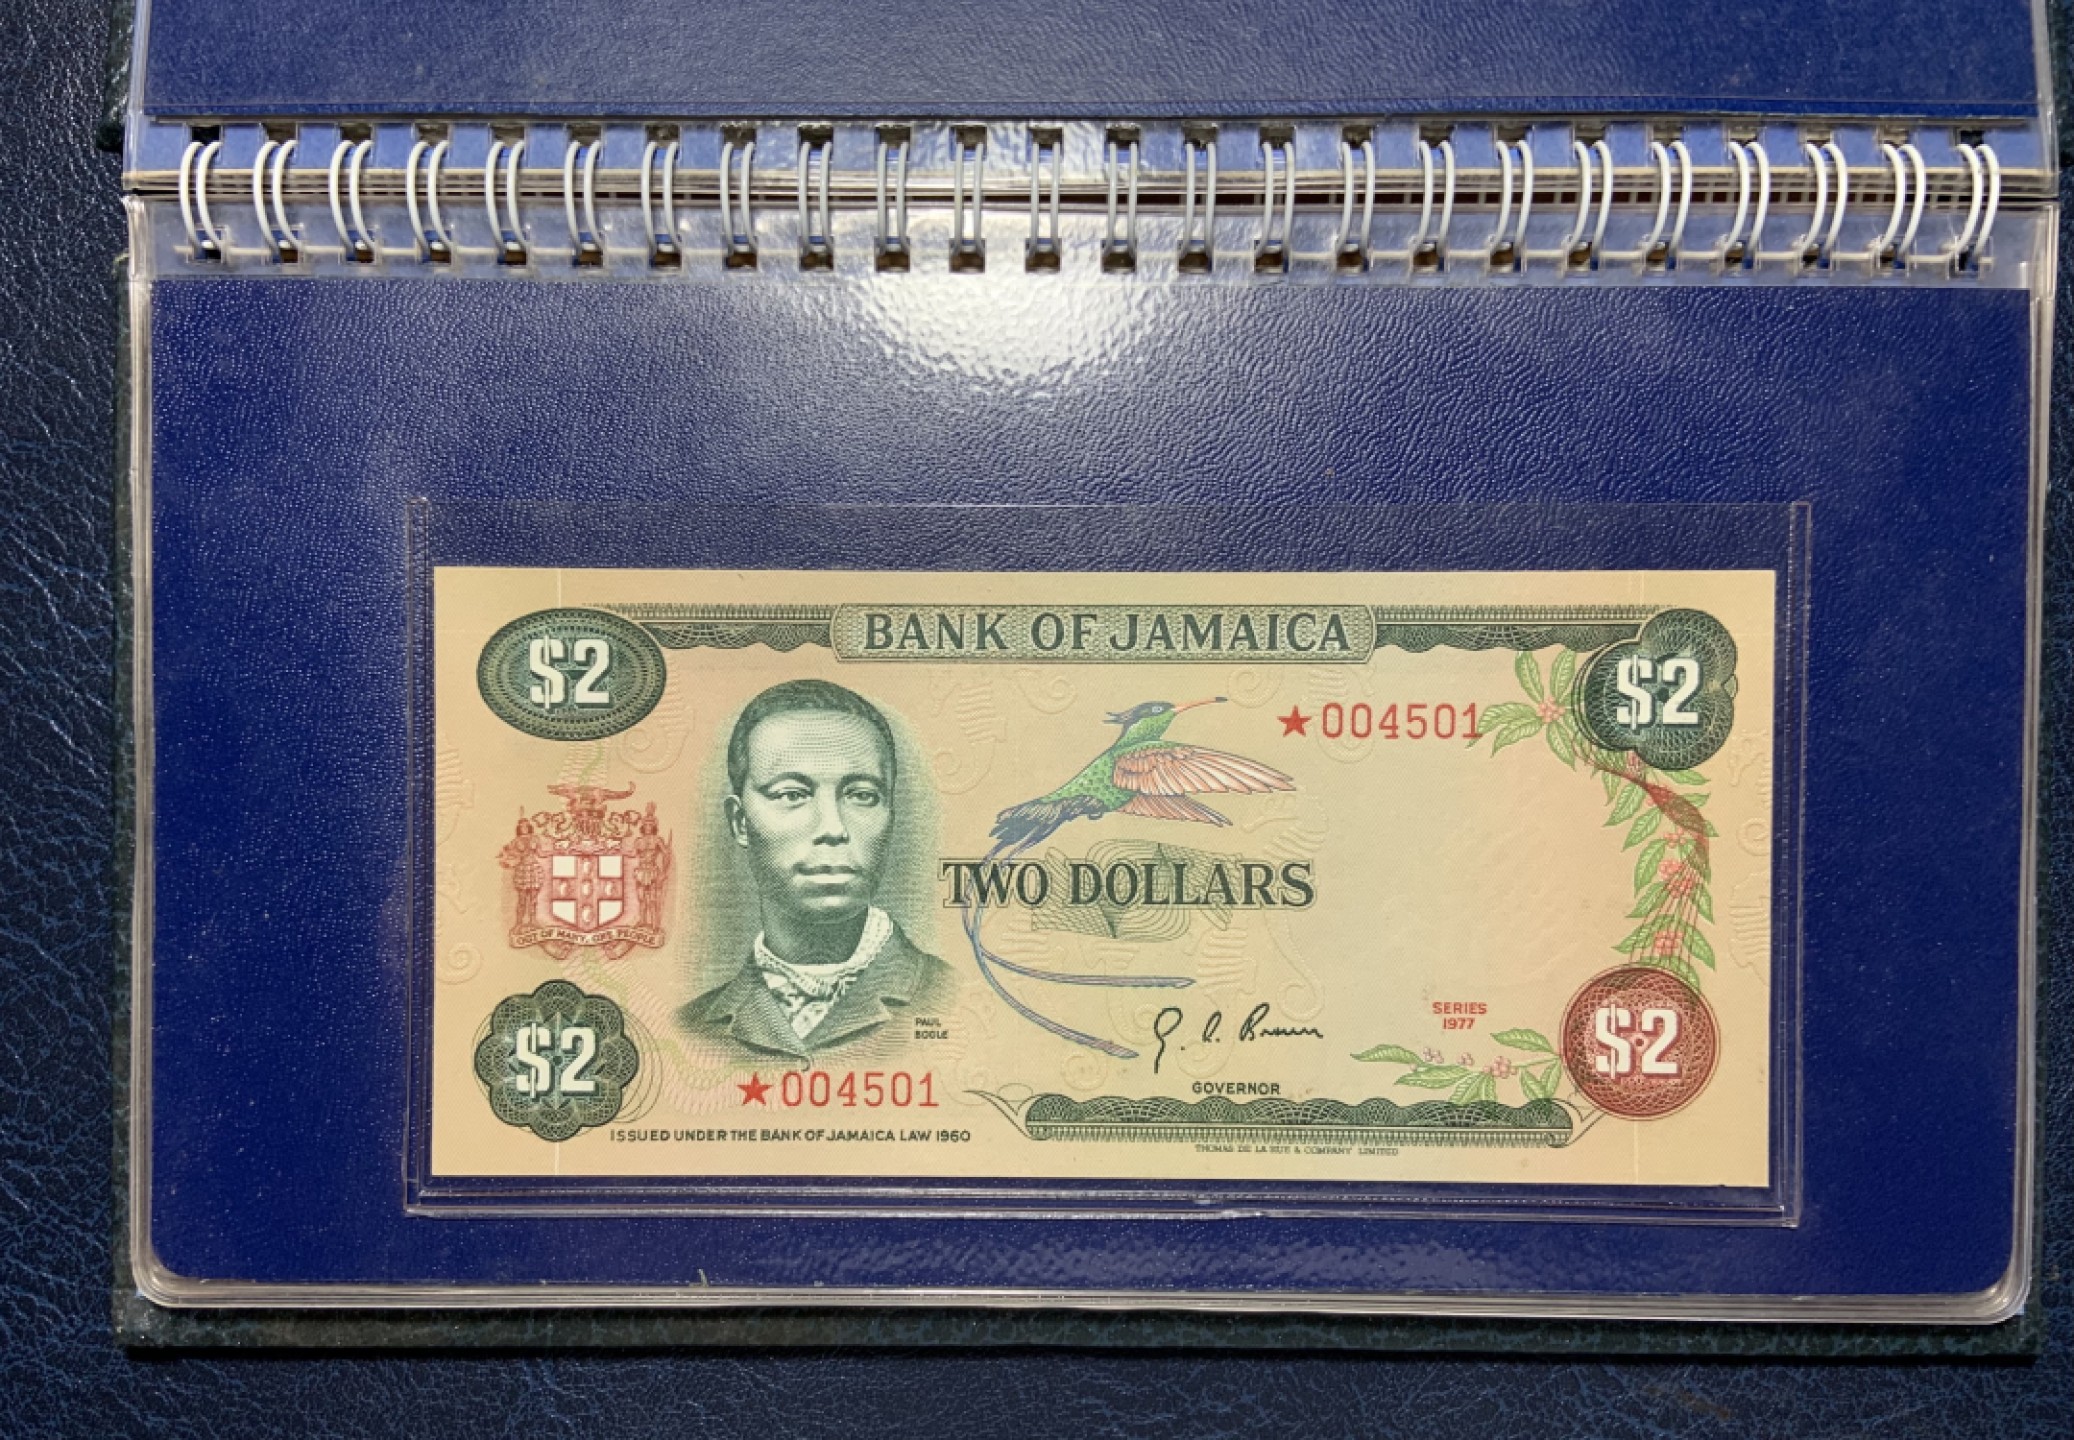 BANK OF JAMAICA
$2
$2
★004501
OUT OF MANY, ONE PEOPLE
TWO DOLLARS
PAUL
BOGLE
SERIES
1977
G. A. Brown
GOVERNOR
$2
$2
★004501
ISSUED UNDER THE BANK OF JAMAICA LAW 1960
THOMAS DE LA RUE & COMPANY LIMITED